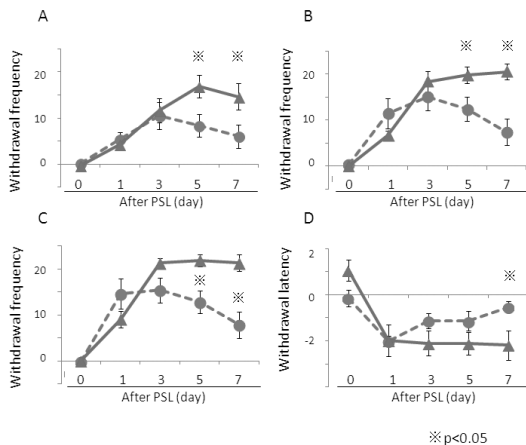 A
Withdrawal frequency
20
10
0
※ ※
0 1 3 5 7
After PSL (day)
B
Withdrawal frequency
20
10
0
※ ※
0 1 3 5 7
After PSL (day)
C
Withdrawal frequency
20
10
0
※
※
0 1 3 5 7
After PSL (day)
D
Withdrawal latency
2
0
-2
※
0 1 3 5 7
After PSL (day)
※p<0.05